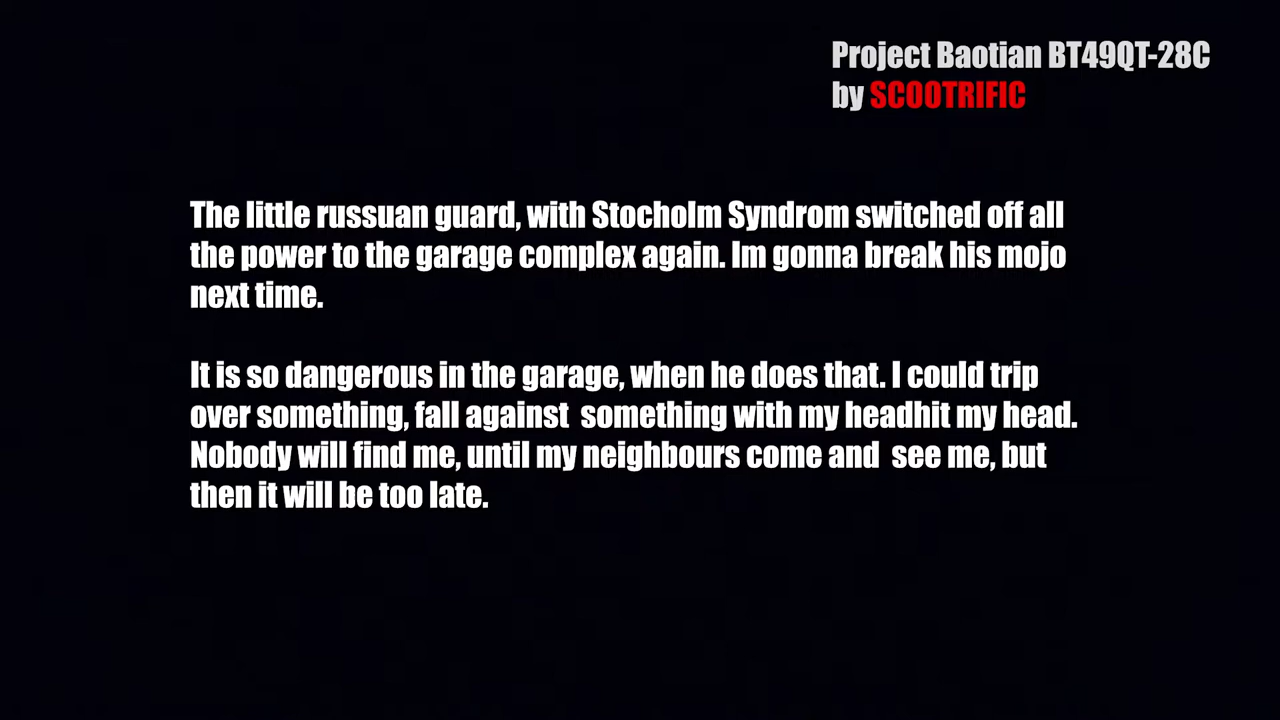 Project Baotian BT49QT-28C
by SCOOTRIFIC
The little russuan guard, with Stocholm Syndrom switched off all
the power to the garage complex again. Im gonna break his mojo
next time.
It is so dangerous in the garage, when he does that. I could trip
over something, fall against  something with my headhit my head.
Nobody will find me, until my neighbours come and  see me, but
then it will be too late.